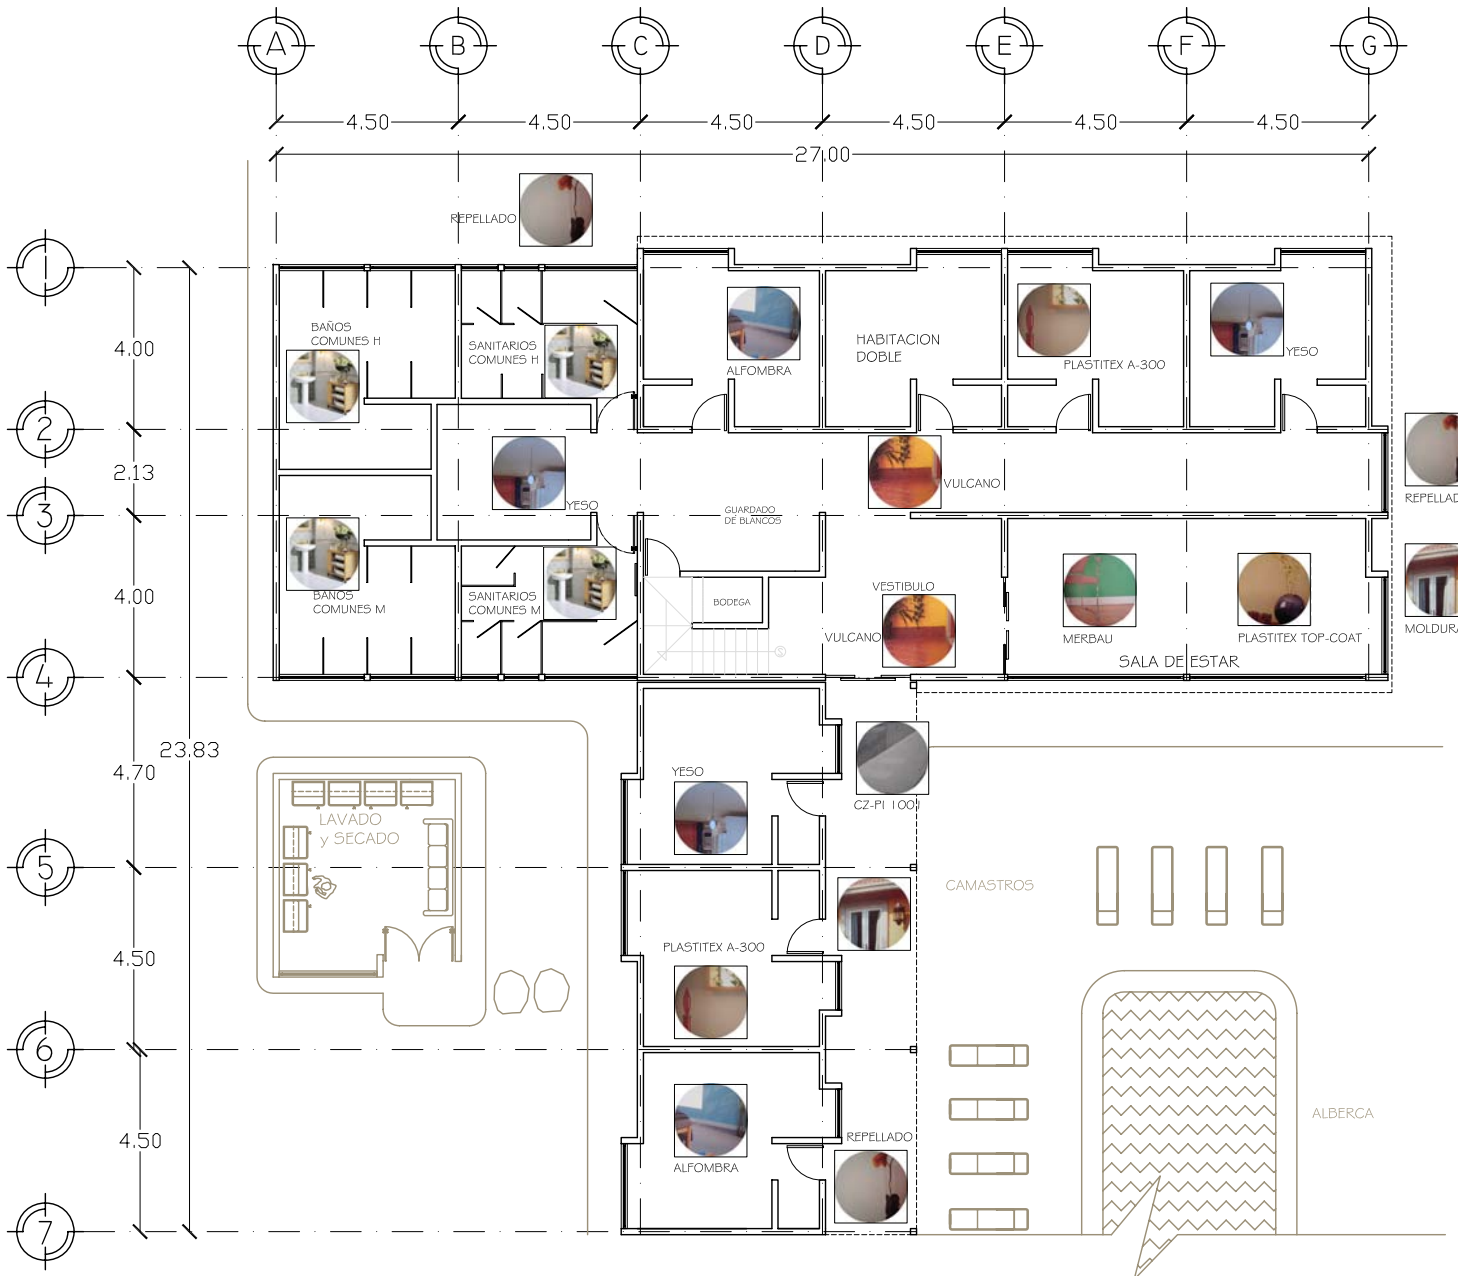 A B C D E F G
4.50 4.50 4.50 4.50 4.50 4.50
27.00
REPELLADO
1
4.00
BAÑOS
COMUNES H
SANITARIOS
COMUNES H
ALFOMBRA
HABITACION
DOBLE
PLASTITEX A-300
YESO
2
2.13
YESO
VULCANO
REPELLAD
3
GUARDADO
DE BLANCOS
4.00
BAÑOS
COMUNES M
SANITARIOS
COMUNES M
BODEGA
VESTIBULO
VULCANO
MERBAU
PLASTITEX TOP-COAT
MOLDURA
SALA DE ESTAR
4
23.83
4.70
YESO
CZ-PI 1001
LAVADO
y SECADO
5
CAMASTROS
4.50
PLASTITEX A-300
6
4.50
ALBERCA
REPELLADO
ALFOMBRA
7